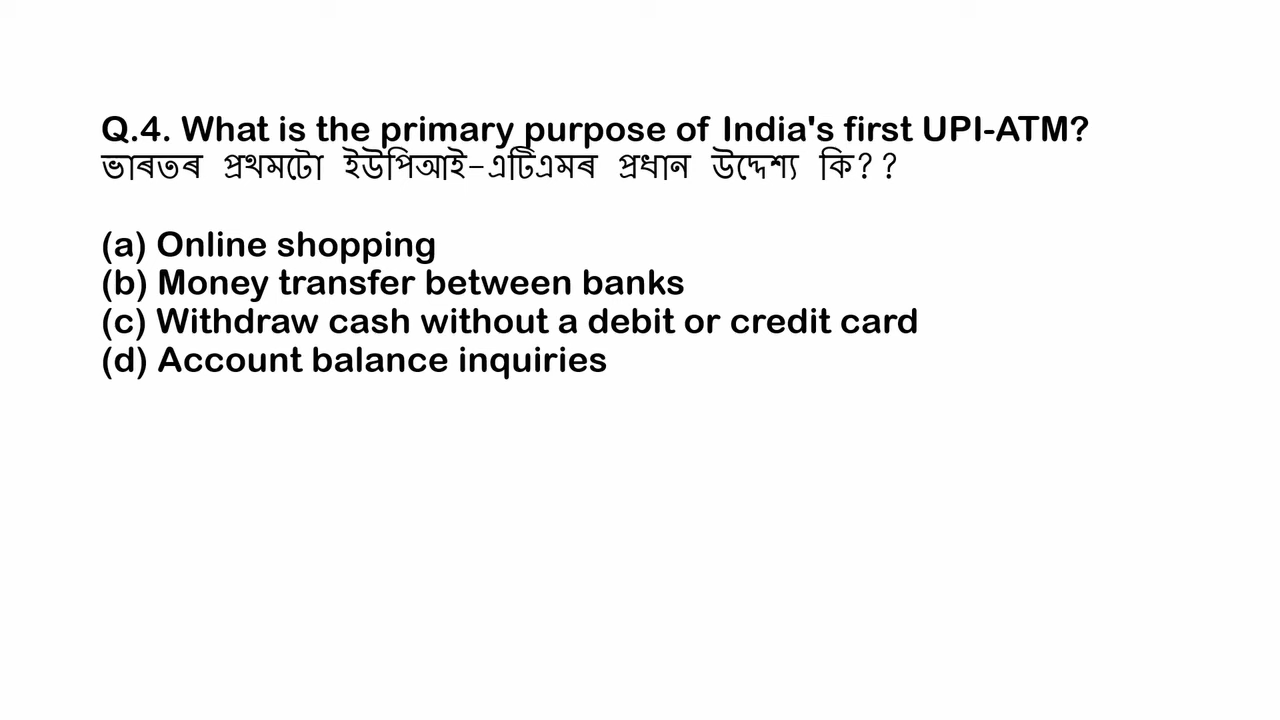 Q.4. What is the primary purpose of India's first UPI-ATM?
ভাৰতৰ প্ৰথমটো ইউপিআই-এটিএমৰ প্ৰধান উদ্দেশ্য কি??
(a) Online shopping
(b) Money transfer between banks
(c) Withdraw cash without a debit or credit card
(d) Account balance inquiries